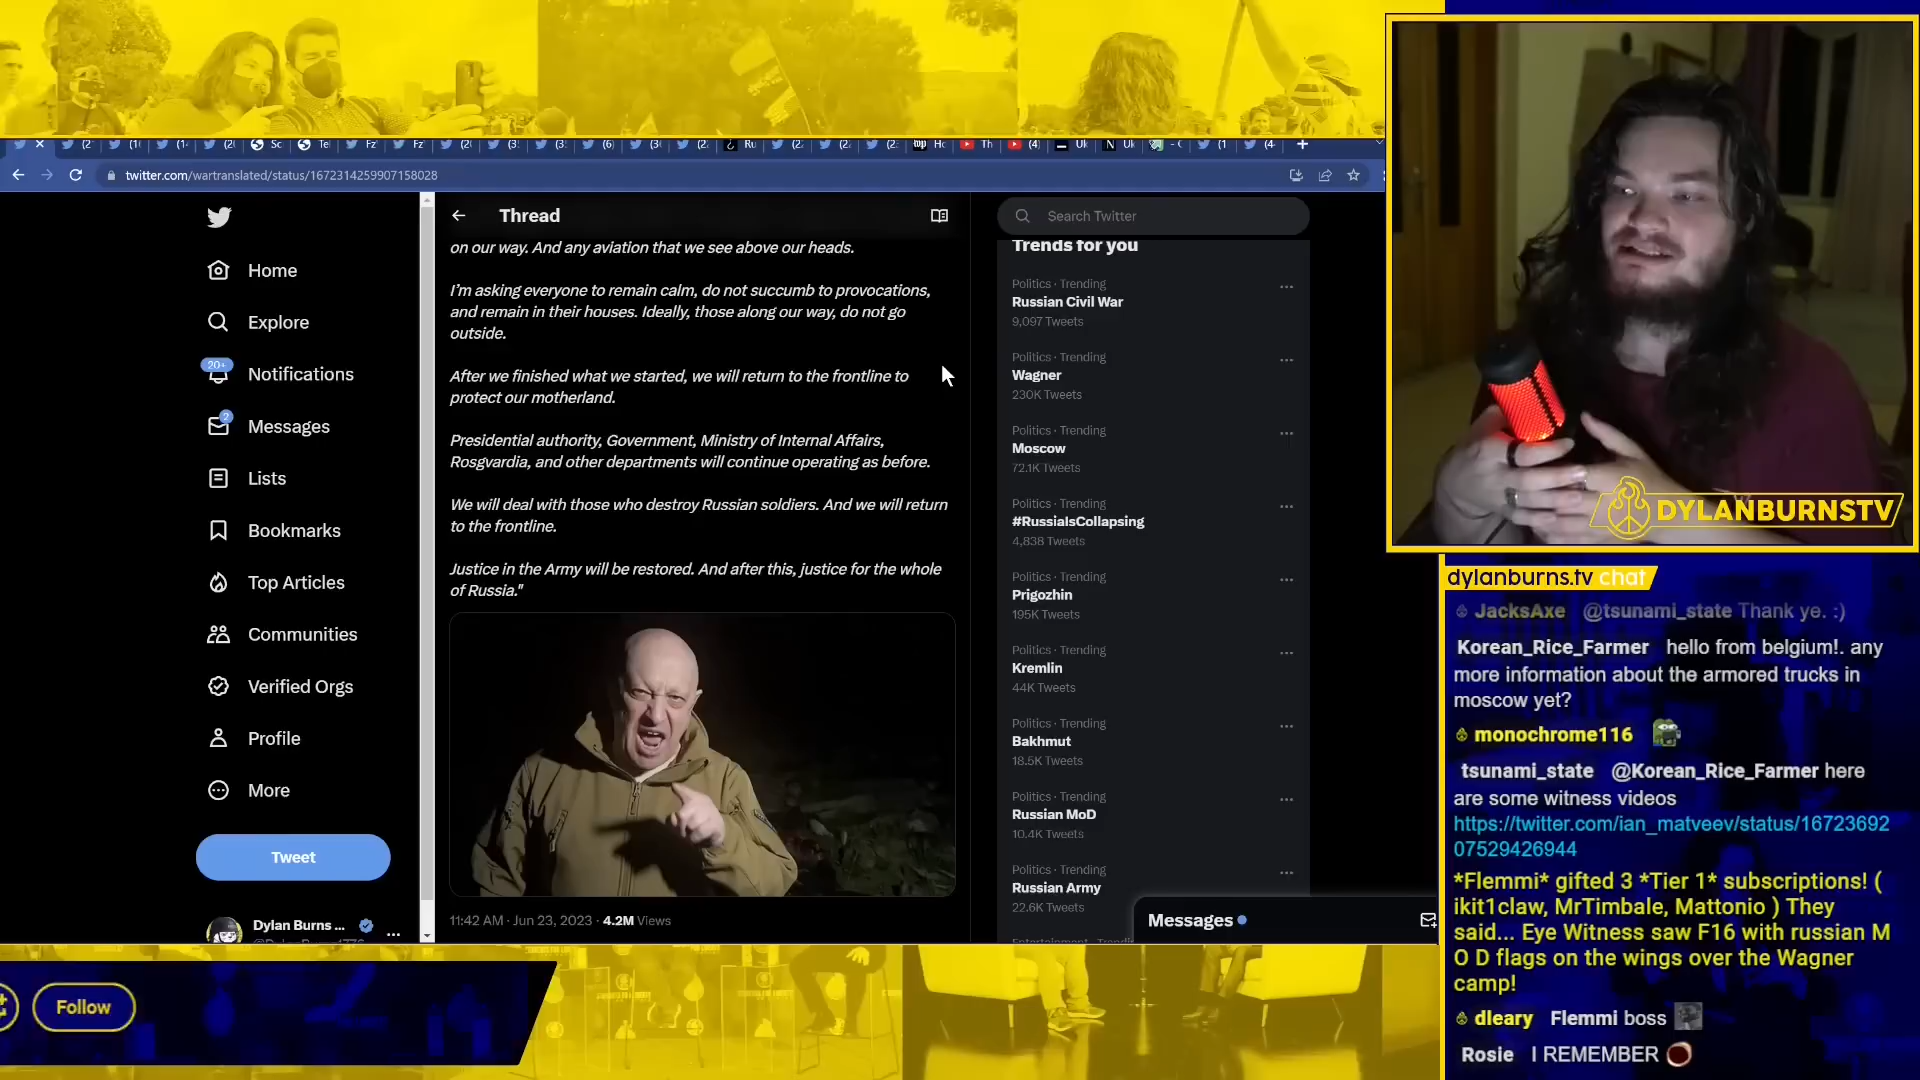 twitter.com/wartranslated/status/1672314259907158028
Home
Explore
20+
Notifications
2
Messages
Lists
Bookmarks
Top Articles
Communities
Verified Orgs
Profile
More
Tweet
Dylan Burns ...
Thread
on our way. And any aviation that we see above our heads.
I'm asking everyone to remain calm, do not succumb to provocations,
and remain in their houses. Ideally, those along our way, do not go
outside.
After we finished what we started, we will return to the frontline to
protect our motherland.
Presidential authority, Government, Ministry of Internal Affairs,
Rosgvardia, and other departments will continue operating as before.
We will deal with those who destroy Russian soldiers. And we will return
to the frontline.
Justice in the Army will be restored. And after this, justice for the whole
of Russia."
11:42 AM · Jun 23, 2023 · 4.2M Views
Search Twitter
Trends for you
Politics · Trending
Russian Civil War
9,097 Tweets
Politics · Trending
Wagner
230K Tweets
Politics · Trending
Moscow
72.1K Tweets
Politics · Trending
#RussiaIsCollapsing
4,838 Tweets
Politics · Trending
Prigozhin
195K Tweets
Politics · Trending
Kremlin
44K Tweets
Politics · Trending
Bakhmut
18.5K Tweets
Politics · Trending
Russian MoD
10.4K Tweets
Politics · Trending
Russian Army
22.6K Tweets
Messages
DYLANBURNSTV
dylanburns.tv chat
JacksAxe @tsunami_state Thank ye. :)
Korean_Rice_Farmer hello from belgium!. any
more information about the armored trucks in
moscow yet?
monochrome116
tsunami_state @Korean_Rice_Farmer here
are some witness videos
https://twitter.com/ian_matveev/status/16723692
07529426944
*Flemmi* gifted 3 *Tier 1* subscriptions! (
ikit1claw, MrTimbale, Mattonio ) They
said... Eye Witness saw F16 with russian M
O D flags on the wings over the Wagner
camp!
dleary Flemmi boss
Rosie I REMEMBER
Follow